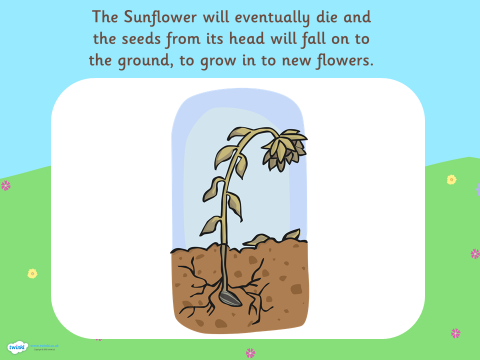 The Sunflower will eventually die and
the seeds from its head will fall on to
the ground, to grow in to new flowers.
twinkl